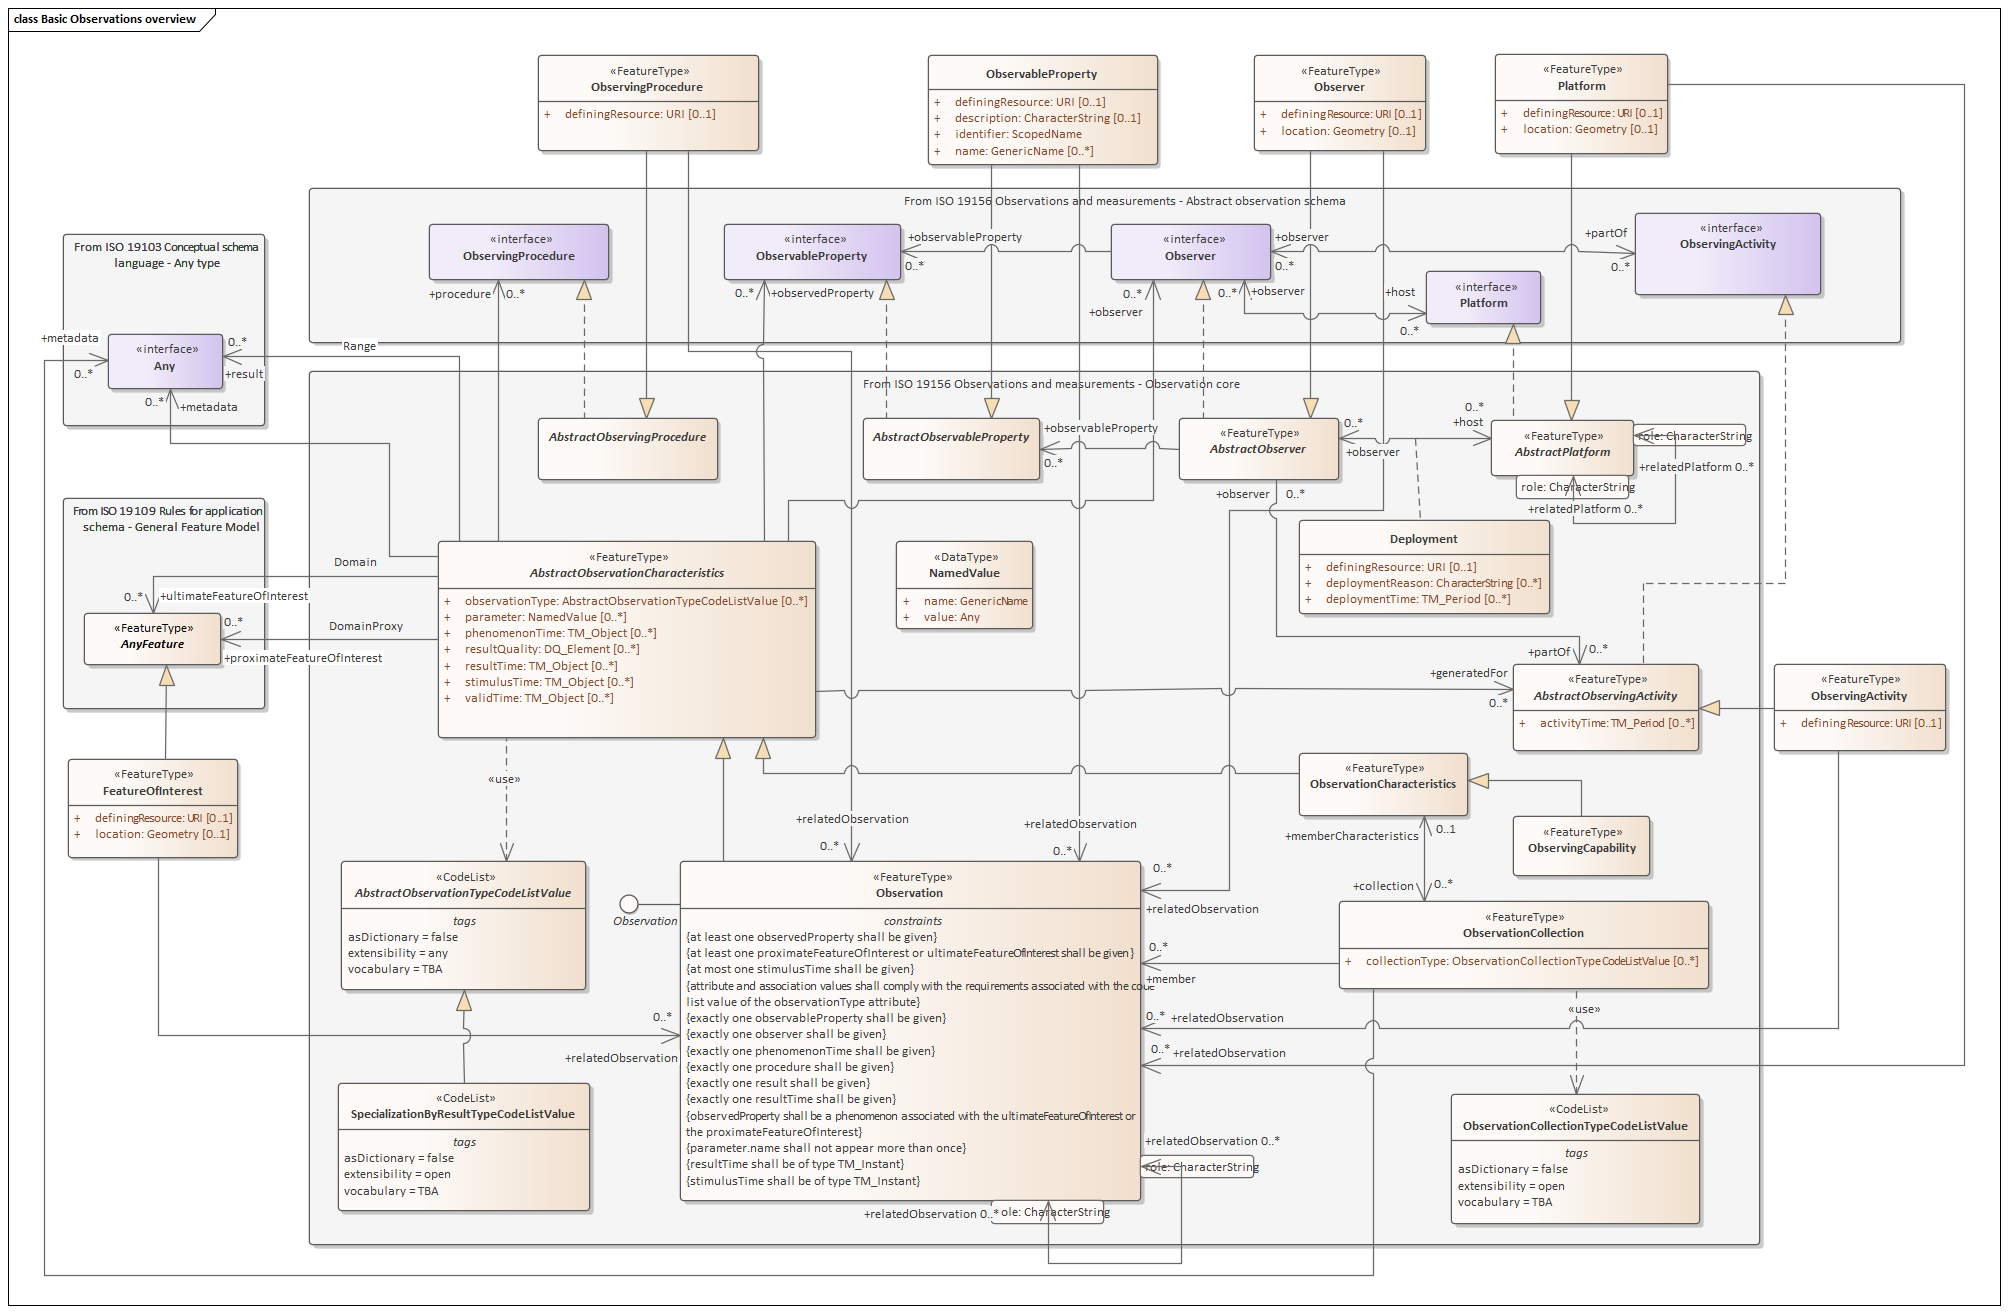 class Basic Observations overview
«FeatureType»
ObservingProcedure
+ definingResource: URI [0..1]
ObservableProperty
+ definingResource: URI [0..1]
+ description: CharacterString [0..1]
+ identifier: ScopedName
+ name: GenericName [0..*]
«FeatureType»
Observer
+ definingResource: URI [0..1]
+ location: Geometry [0..1]
«FeatureType»
Platform
+ definingResource: URI [0..1]
+ location: Geometry [0..1]
From ISO 19156 Observations and measurements - Abstract observation schema
«interface»
ObservingProcedure
+procedure
0..*
«interface»
ObservableProperty
+observableProperty
0..*
0..*
+observedProperty
«interface»
Observer
+observer
0..*
0..*
+observer
0..*
+observer
+partOf
0..*
«interface»
ObservingActivity
+host
0..*
«interface»
Platform
From ISO 19103 Conceptual schema
language - Any type
+metadata
0..*
«interface»
Any
0..*
+result
Range
0..*
+metadata
From ISO 19156 Observations and measurements - Observation core
AbstractObservingProcedure
AbstractObservableProperty
+observableProperty
0..*
«FeatureType»
AbstractObserver
0..*
+observer
0..*
+host
«FeatureType»
AbstractPlatform
role: CharacterString
+relatedPlatform 0..*
role: CharacterString
+relatedPlatform 0..*
+observer
0..*
From ISO 19109 Rules for application
schema - General Feature Model
Domain
0..*
+ultimateFeatureOfInterest
«FeatureType»
AnyFeature
0..*
DomainProxy
+proximateFeatureOfInterest
«FeatureType»
AbstractObservationCharacteristics
+ observationType: AbstractObservationTypeCodeListValue [0..*]
+ parameter: NamedValue [0..*]
+ phenomenonTime: TM_Object [0..*]
+ resultQuality: DQ_Element [0..*]
+ resultTime: TM_Object [0..*]
+ stimulusTime: TM_Object [0..*]
+ validTime: TM_Object [0..*]
«DataType»
NamedValue
+ name: GenericName
+ value: Any
Deployment
+ definingResource: URI [0..1]
+ deploymentReason: CharacterString [0..*]
+ deploymentTime: TM_Period [0..*]
+partOf
0..*
+generatedFor
0..*
«FeatureType»
AbstractObservingActivity
+ activityTime: TM_Period [0..*]
«FeatureType»
ObservingActivity
+ definingResource: URI [0..1]
«FeatureType»
FeatureOfInterest
+ definingResource: URI [0..1]
+ location: Geometry [0..1]
«use»
«FeatureType»
ObservationCharacteristics
+memberCharacteristics
0..1
«FeatureType»
ObservingCapability
+relatedObservation
0..*
+relatedObservation
0..*
0..*
+relatedObservation
+collection
0..*
«CodeList»
AbstractObservationTypeCodeListValue
tags
asDictionary = false
extensibility = any
vocabulary = TBA
Observation
«FeatureType»
Observation
constraints
{at least one observedProperty shall be given}
{at least one proximateFeatureOfInterest or ultimateFeatureOfInterest shall be given}
{at most one stimulusTime shall be given}
{attribute and association values shall comply with the requirements associated with the code
list value of the observationType attribute}
{exactly one observableProperty shall be given}
{exactly one observer shall be given}
{exactly one phenomenonTime shall be given}
{exactly one procedure shall be given}
{exactly one result shall be given}
{exactly one resultTime shall be given}
{observedProperty shall be a phenomenon associated with the ultimateFeatureOfInterest or
the proximateFeatureOfInterest}
{parameter.name shall not appear more than once}
{resultTime shall be of type TM_Instant}
{stimulusTime shall be of type TM_Instant}
«FeatureType»
ObservationCollection
+ collectionType: ObservationCollectionTypeCodeListValue [0..*]
0..*
+member
0..*
+relatedObservation
0..*
+relatedObservation
0..*
+relatedObservation
«use»
«CodeList»
SpecializationByResultTypeCodeListValue
tags
asDictionary = false
extensibility = open
vocabulary = TBA
«CodeList»
ObservationCollectionTypeCodeListValue
tags
asDictionary = false
extensibility = open
vocabulary = TBA
+relatedObservation 0..*
role: CharacterString
+relatedObservation 0..*
ole: CharacterString